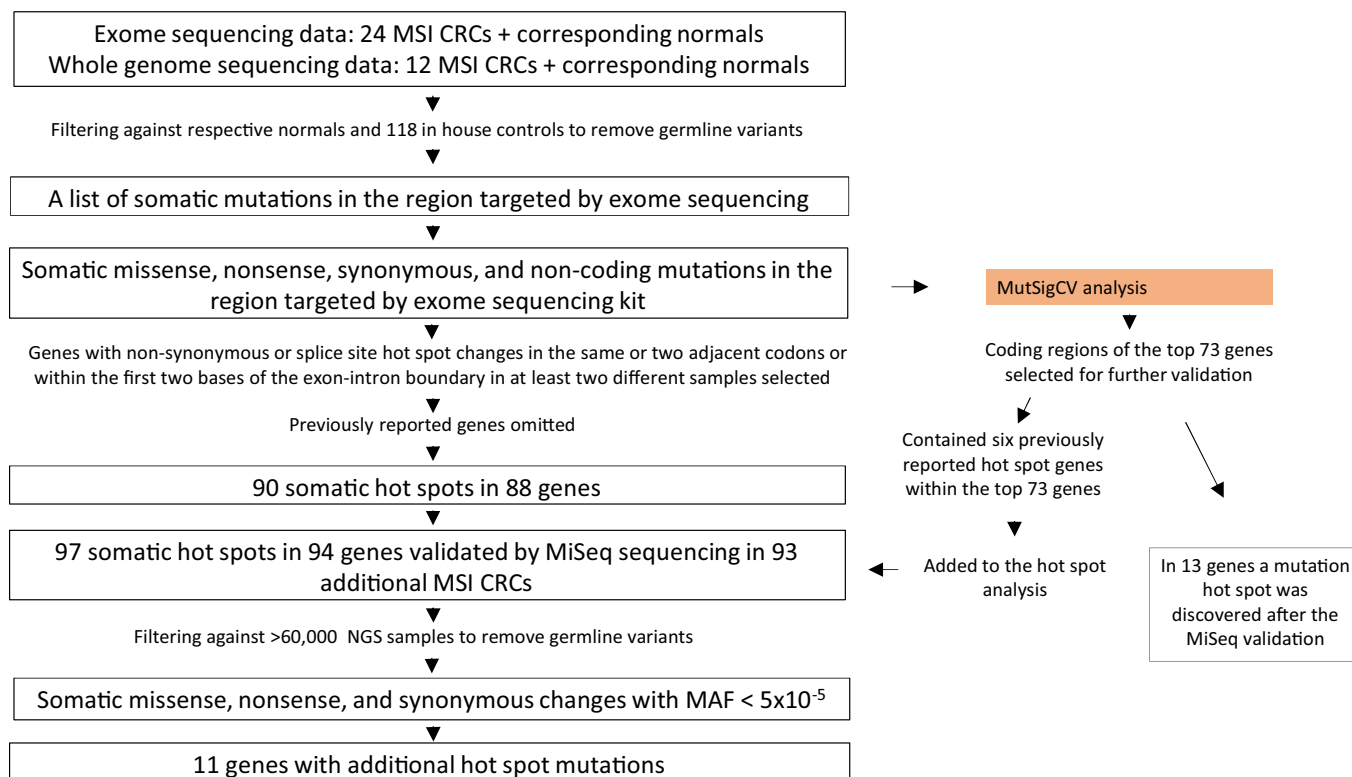 Exome sequencing data: 24 MSI CRCs + corresponding normals
Whole genome sequencing data: 12 MSI CRCs + corresponding normals
Filtering against respective normals and 118 in house controls to remove germline variants
A list of somatic mutations in the region targeted by exome sequencing
Somatic missense, nonsense, synonymous, and non-coding mutations in the
region targeted by exome sequencing kit
Genes with non-synonymous or splice site hot spot changes in the same or two adjacent codons or
within the first two bases of the exon-intron boundary in at least two different samples selected
Previously reported genes omitted
90 somatic hot spots in 88 genes
97 somatic hot spots in 94 genes validated by MiSeq sequencing in 93
additional MSI CRCs
Filtering against >60,000 NGS samples to remove germline variants
Somatic missense, nonsense, and synonymous changes with MAF < 5x10⁻⁵
11 genes with additional hot spot mutations
MutSigCV analysis
Coding regions of the top 73 genes
selected for further validation
Contained six previously
reported hot spot genes
within the top 73 genes
Added to the hot spot
analysis
In 13 genes a mutation
hot spot was
discovered after the
MiSeq validation